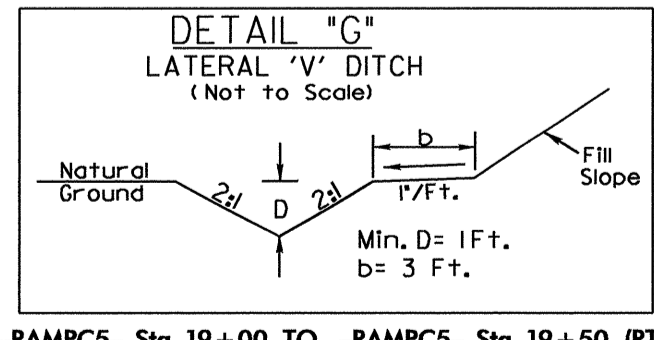 DETAIL "G"
LATERAL 'V' DITCH
(Not to Scale)
b
Natural
Ground
2:1
D
2:1
1"/Ft.
Fill
Slope
Min. D= 1Ft.
b= 3 Ft.
RAMPC5 Sta. 19+00 TO RAMPC5 Sta. 19+50 (RT